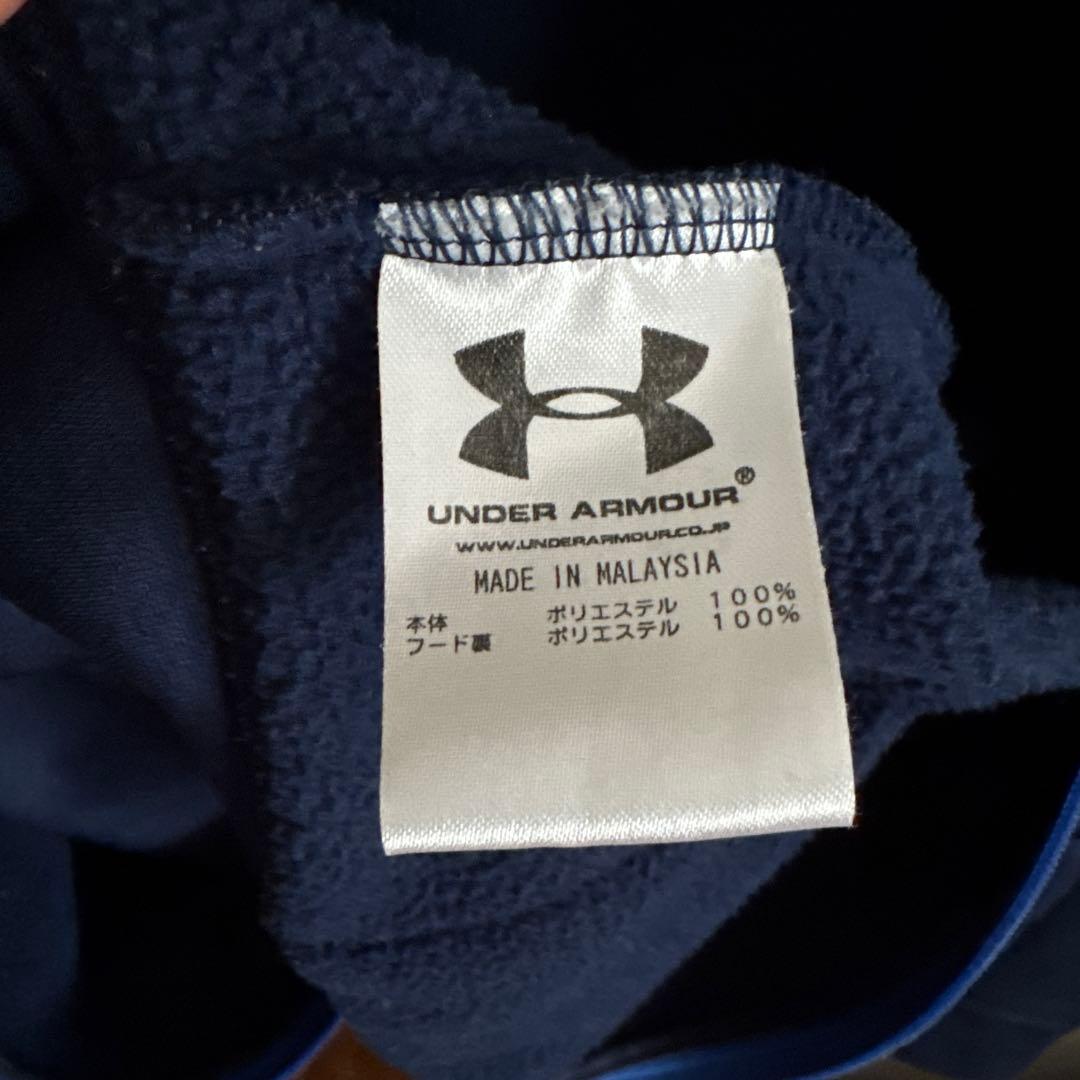 UNDER ARMOUR®
WWW.UNDERARMOUR.CO.JP
MADE IN MALAYSIA
本体 ポリエステル 100%
フード裏 ポリエステル 100%